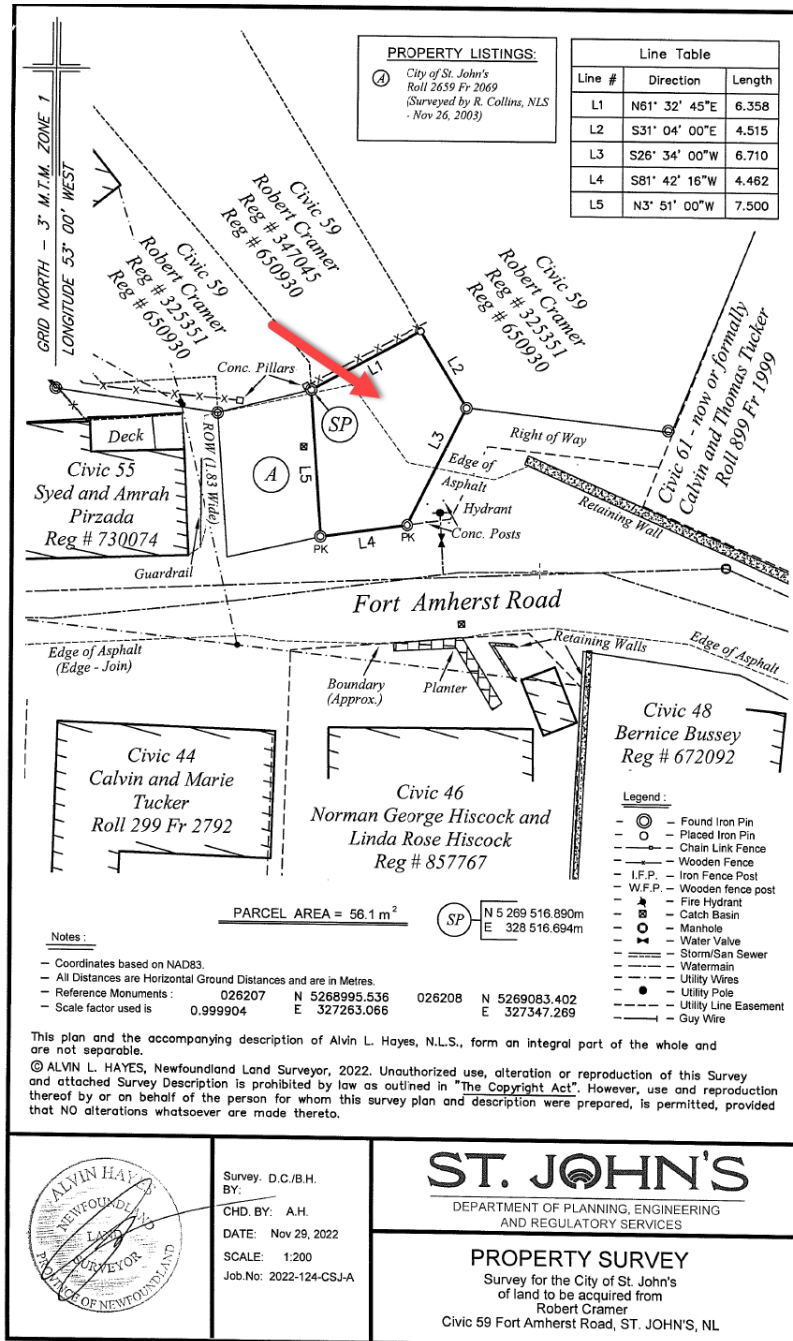 GRID NORTH - 3° M.T.M. ZONE 1
LONGITUDE 53° 00' WEST
PROPERTY LISTINGS:
A
City of St. John's
Roll 2659 Fr 2069
(Surveyed by R. Collins, NLS
- Nov 26, 2003)
Line Table
Line # Direction Length
L1 N61° 32' 45"E 6.358
L2 S31° 04' 00"E 4.515
L3 S26° 34' 00"W 6.710
L4 S81° 42' 16"W 4.462
L5 N3° 51' 00"W 7.500
Civic 59
Robert Cramer
Reg # 347045
Reg # 650930
Civic 59
Robert Cramer
Reg # 325351
Reg # 650930
Civic 59
Robert Cramer
Reg # 325351
Reg # 650930
Civic 61 - now or formally
Calvin and Thomas Tucker
Roll 899 Fr 1999
Conc. Pillars
L1
L2
SP
L3
Right of Way
Deck
ROW (1.83 Wide)
A
L5
Edge of
Asphalt
Hydrant
Conc. Posts
Retaining Wall
Civic 55
Syed and Amrah
Pirzada
Reg # 730074
PK
L4
PK
Guardrail
Fort Amherst Road
Edge of Asphalt
(Edge - Join)
Retaining Walls
Edge of Asphalt
Boundary
(Approx.)
Planter
Civic 44
Calvin and Marie
Tucker
Roll 299 Fr 2792
Civic 46
Norman George Hiscock and
Linda Rose Hiscock
Reg # 857767
Civic 48
Bernice Bussey
Reg # 672092
Legend :
- Found Iron Pin
- Placed Iron Pin
- Chain Link Fence
- Wooden Fence
- I.F.P. - Iron Fence Post
- W.F.P. - Wooden fence post
- Fire Hydrant
- Catch Basin
- Manhole
- Water Valve
- Storm/San Sewer
- Watermain
- Utility Wires
- Utility Pole
- Utility Line Easement
- Guy Wire
PARCEL AREA = 56.1 m²
SP
N 5 269 516.890m
E 328 516.694m
Notes :
- Coordinates based on NAD83.
- All Distances are Horizontal Ground Distances and are in Metres.
- Reference Monuments : 026207 N 5268995.536 026208 N 5269083.402
- Scale factor used is 0.999904 E 327263.066 E 327347.269
This plan and the accompanying description of Alvin L. Hayes, N.L.S., form an integral part of the whole and
are not separable.
© ALVIN L. HAYES, Newfoundland Land Surveyor, 2022. Unauthorized use, alteration or reproduction of this Survey
and attached Survey Description is prohibited by law as outlined in "The Copyright Act". However, use and reproduction
thereof by or on behalf of the person for whom this survey plan and description were prepared, is permitted, provided
that NO alterations whatsoever are made thereto.
ALVIN HAYES
NEWFOUNDLAND
LAND
SURVEYOR
PROVINCE OF NEWFOUNDLAND
Survey. D.C./B.H.
BY:
CHD. BY: A.H.
DATE: Nov 29, 2022
SCALE: 1:200
Job.No: 2022-124-CSJ-A
ST. JOHN'S
DEPARTMENT OF PLANNING, ENGINEERING
AND REGULATORY SERVICES
PROPERTY SURVEY
Survey for the City of St. John's
of land to be acquired from
Robert Cramer
Civic 59 Fort Amherst Road, ST. JOHN'S, NL